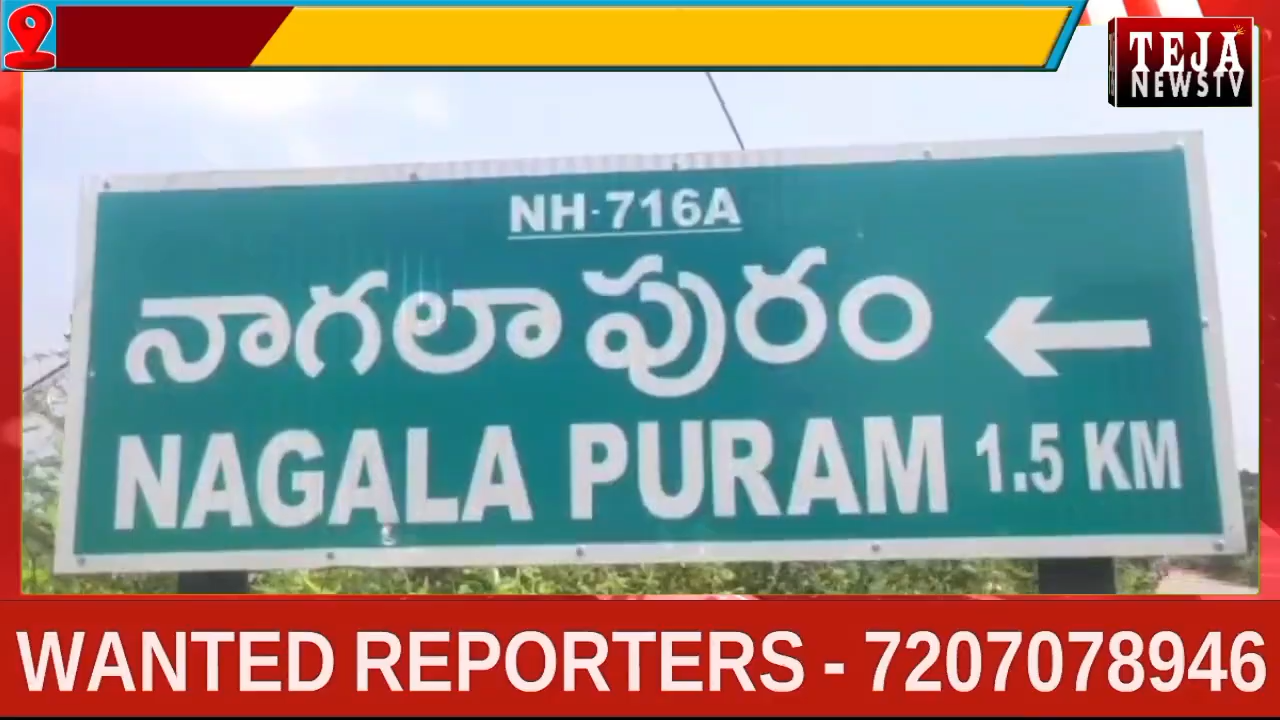 TEJA
NEWSTV
NH-716A
నాగలాపురం
NAGALA PURAM 1.5 KM
WANTED REPORTERS - 7207078946